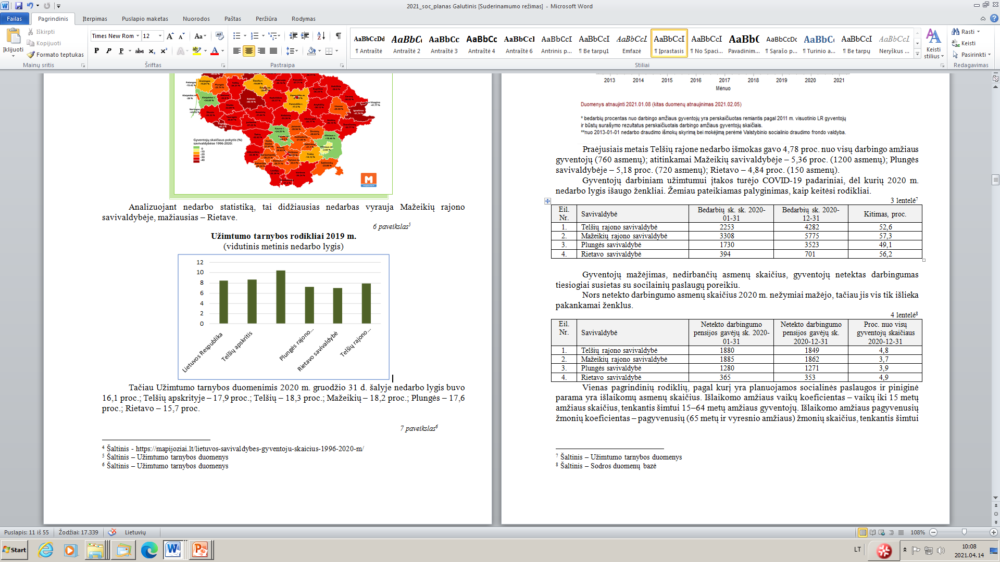 2021_soc_planas Galutinis [Suderinamumo režimas] - Microsoft Word
Failas Pagrindinis Įterpimas Puslapio maketas Nuorodos Paštas Peržiūra Rodymas
Įklijuoti
Iškirpti
Kopijuoti
Formato teptukas
Mainų sritis
Times New Rom 12
Šriftas
Pastraipa
AaBbCcDd AaBbCc AaBbCc AaBbCc AaBbCcI AaBbCcI AaBbCcI AaBbCcL AaBbCcI AaBbCcI AaBbC AaBbCcDc AaBbCc AaBbCcI AaBbCcL
¶ Antraštė Antraštė 2 Antraštė 3 Antraštė 4 Antraštė 6 Antrinis p... ¶ Be tarpų1 Emfazė ¶ Įprastasis ¶ No Spaci... Pavadinim... ¶ Sąrašo p... ¶ Turinio a... ¶ Be tarpų Neryškus ...
Stiliai
Keisti stilius
Rasti
Keisti
Pasirinkti
Redagavimas
Gyventojų skaičiaus pokytis (%)
savivaldybėse 1996-2020:
0
-10
-20
-30
-40
Analizuojant nedarbo statistiką, tai didžiausias nedarbas vyrauja Mažeikių rajono
savivaldybėje, mažiausias – Rietave.
6 paveikslas5
Užimtumo tarnybos rodikliai 2019 m.
(vidutinis metinis nedarbo lygis)
12
10
8
6
4
2
0
Lietuvos Respublika
Telšių apskritis
Plungės rajono...
Rietavo savivaldybė
Telšių rajono...
Tačiau Užimtumo tarnybos duomenimis 2020 m. gruodžio 31 d. šalyje nedarbo lygis buvo
16,1 proc.; Telšių apskrityje – 17,9 proc.; Telšių – 18,3 proc.; Mažeikių – 18,2 proc.; Plungės – 17,6
proc.; Rietavo – 15,7 proc.
7 paveikslas6
4 Šaltinis - https://mapijoziai.lt/lietuvos-savivaldybes-gyventoju-skaicius-1996-2020-m/
5 Šaltinis – Užimtumo tarnybos duomenys
6 Šaltinis – Užimtumo tarnybos duomenys
2013 2014 2015 2016 2017 2018 2019 2020 2021
Mėnuo
Duomenys atnaujinti 2021.01.08 (kitas duomenų atnaujinimas 2021.02.05)
* bedarbių procentas nuo darbingo amžiaus gyventojų yra perskaičiuotas remiantis pagal 2011 m. visuotinio LR gyventojų
ir būstų surašymo rezultatus perskaičiuotais darbingo amžiaus gyventojų skaičiais.
**nuo 2013-01-01 nedarbo draudimo išmokų skyrimą bei mokėjimą perėmė Valstybinio socialinio draudimo frondo valdyba.
Praėjusiais metais Telšių rajone nedarbo išmokas gavo 4,78 proc. nuo visų darbingo amžiaus
gyventojų (760 asmenų); atitinkamai Mažeikių savivaldybėje – 5,36 proc. (1200 asmenų); Plungės
savivaldybėje – 5,18 proc. (720 asmenų); Rietavo – 4,84 proc. (150 asmenų).
Gyventojų darbiniam užimtumui įtakos turėjo COVID-19 padariniai, dėl kurių 2020 m.
nedarbo lygis išaugo ženkliai. Žemiau pateikiamas palyginimas, kaip keitėsi rodikliai.
3 lentelė7
Eil. Nr. Savivaldybė Bedarbių sk. sk. 2020-01-31 Bedarbių sk. 2020-12-31 Kitimas, proc.
1. Telšių rajono savivaldybė 2253 4282 52,6
2. Mažeikių rajono savivaldybė 3308 5775 57,3
3. Plungės savivaldybė 1730 3523 49,1
4. Rietavo savivaldybė 394 701 56,2
Gyventojų mažėjimas, nedirbančių asmenų skaičius, gyventojų netektas darbingumas
tiesiogiai susietas su socilainių paslaugų poreikiu.
Nors netekto darbingumo asmenų skaičius 2020 m. nežymiai mažėjo, tačiau jis vis tik išlieka
pakankamai ženklus.
4 lentelė8
Eil. Nr. Savivaldybė Netekto darbingumo pensijos gavėjų sk. 2020-01-31 Netekto darbingumo pensijos gavėjų sk. 2020-12-31 Proc. nuo visų gyventojų skaičiaus 2020-12-31
1. Telšių rajono savivaldybė 1880 1849 4,8
2. Mažeikių rajono savivaldybė 1885 1862 3,7
3. Plungės savivaldybė 1280 1271 3,9
4. Rietavo savivaldybė 365 353 4,9
Vienas pagrindinių rodiklių, pagal kurį yra planuojamos socialinės paslaugos ir piniginė
parama yra išlaikomų asmenų skaičius. Išlaikomo amžiaus vaikų koeficientas – vaikų iki 15 metų
amžiaus skaičius, tenkantis šimtui 15–64 metų amžiaus gyventojų. Išlaikomo amžiaus pagyvenusių
žmonių koeficientas – pagyvenusių (65 metų ir vyresnio amžiaus) žmonių skaičius, tenkantis šimtui
7 Šaltinis – Užimtumo tarnybos duomenys
8 Šaltinis – Sodros duomenų bazė
Puslapis: 11 iš 55 Žodžiai: 17.339 Lietuvių 108%
Start LT 10:08
2021.04.14